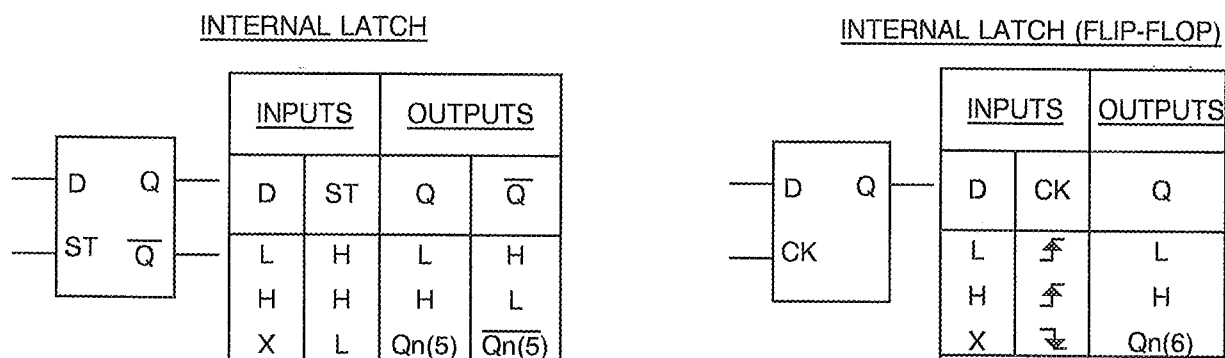 INTERNAL LATCH
INPUTS OUTPUTS
D ST Q Q̅
L H L H
H H H L
X L Qn(5) Q̅n̅(̅5̅)̅
D Q
ST Q̅
INTERNAL LATCH (FLIP-FLOP)
INPUTS OUTPUTS
D CK Q
L L
H H
X Qn(6)
D Q
CK